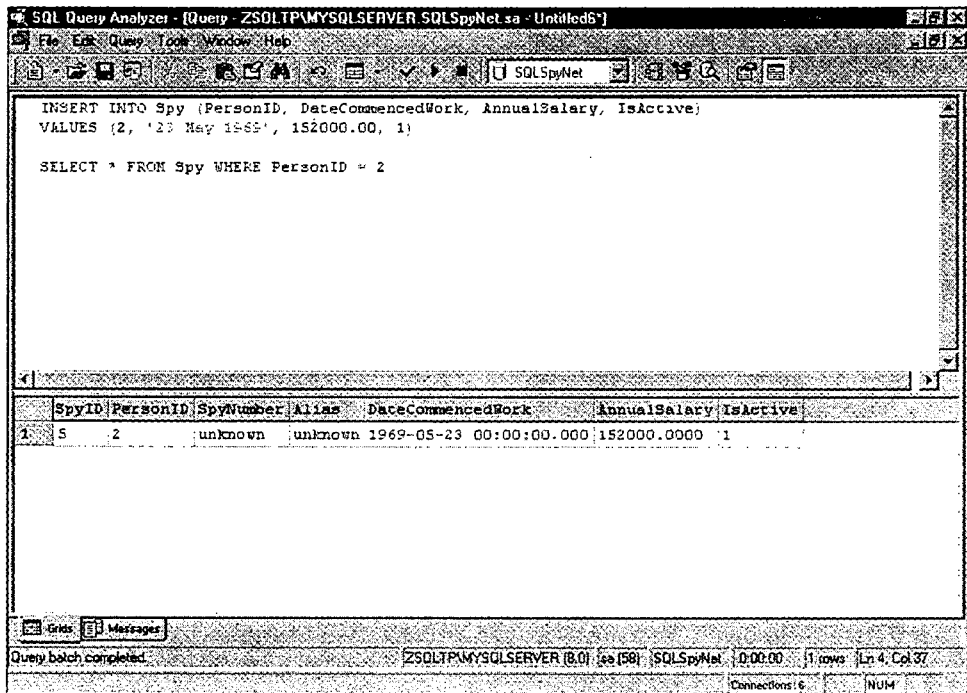 SQL Query Analyzer - [Query - ZSQLTP\MYSQLSERVER.SQLSpyNet.sa - Untitled6*]
File Edit Query Tools Window Help
SQLSpyNet
INSERT INTO Spy (PersonID, DateCommencedWork, AnnualSalary, IsActive)
VALUES (2, '23 May 1969', 152000.00, 1)
SELECT * FROM Spy WHERE PersonID = 2
SpyID PersonID SpyNumber Alias DateCommencedWork AnnualSalary IsActive
1 5 2 unknown unknown 1969-05-23 00:00:00.000 152000.0000 1
Grids Messages
Query batch completed. ZSQLTP\MYSQLSERVER (8.0) sa (58) SQLSpyNet 0:00:00 1 rows Ln 4, Col 37
Connections: 6 NUM